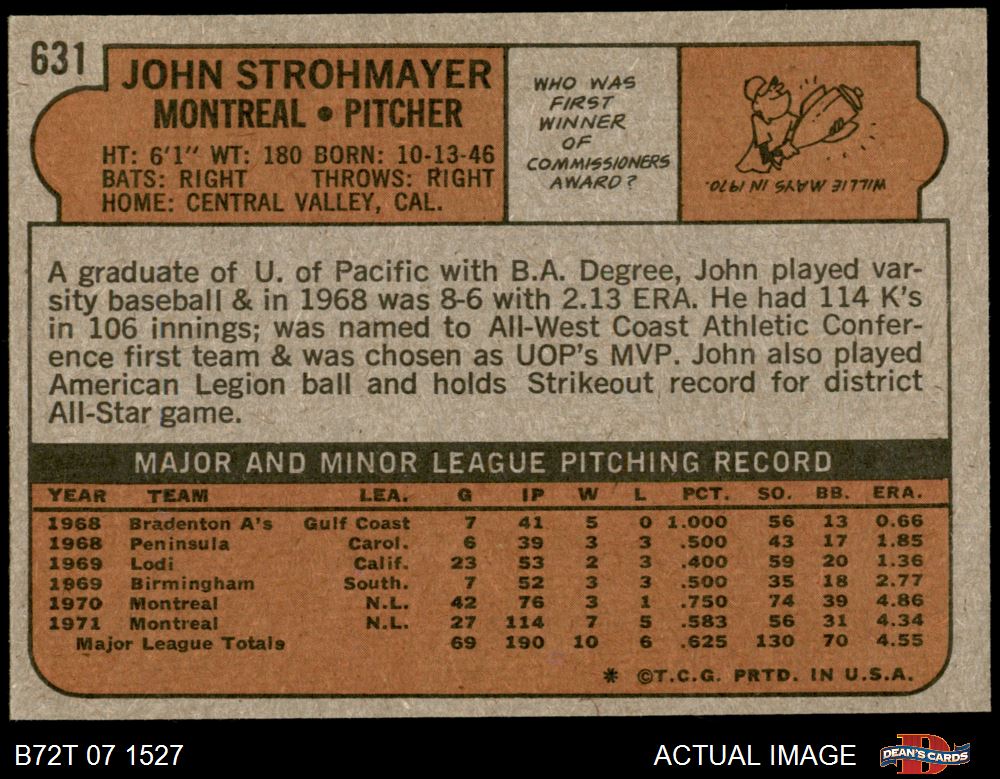 631
JOHN STROHMAYER
MONTREAL • PITCHER
HT: 6'1" WT: 180 BORN: 10-13-46
BATS: RIGHT THROWS: RIGHT
HOME: CENTRAL VALLEY, CAL.
WHO WAS
FIRST
WINNER
OF
COMMISSIONERS
AWARD?
WILLIE MAYS IN 1970.
A graduate of U. of Pacific with B.A. Degree, John played var-
sity baseball & in 1968 was 8-6 with 2.13 ERA. He had 114 K's
in 106 innings; was named to All-West Coast Athletic Confer-
ence first team & was chosen as UOP's MVP. John also played
American Legion ball and holds Strikeout record for district
All-Star game.
MAJOR AND MINOR LEAGUE PITCHING RECORD
YEAR TEAM LEA. G IP W L PCT. SO. BB. ERA.
1968 Bradenton A's Gulf Coast 7 41 5 0 1.000 56 13 0.66
1968 Peninsula Carol. 6 39 3 3 .500 43 17 1.85
1969 Lodi Calif. 23 53 2 3 .400 59 20 1.36
1969 Birmingham South. 7 52 3 3 .500 35 18 2.77
1970 Montreal N.L. 42 76 3 1 .750 74 39 4.86
1971 Montreal N.L. 27 114 7 5 .583 56 31 4.34
Major League Totals 69 190 10 6 .625 130 70 4.55
* ©T.C.G. PRTD. IN U.S.A.
B72T 07 1527
ACTUAL IMAGE
DEAN'S CARDS